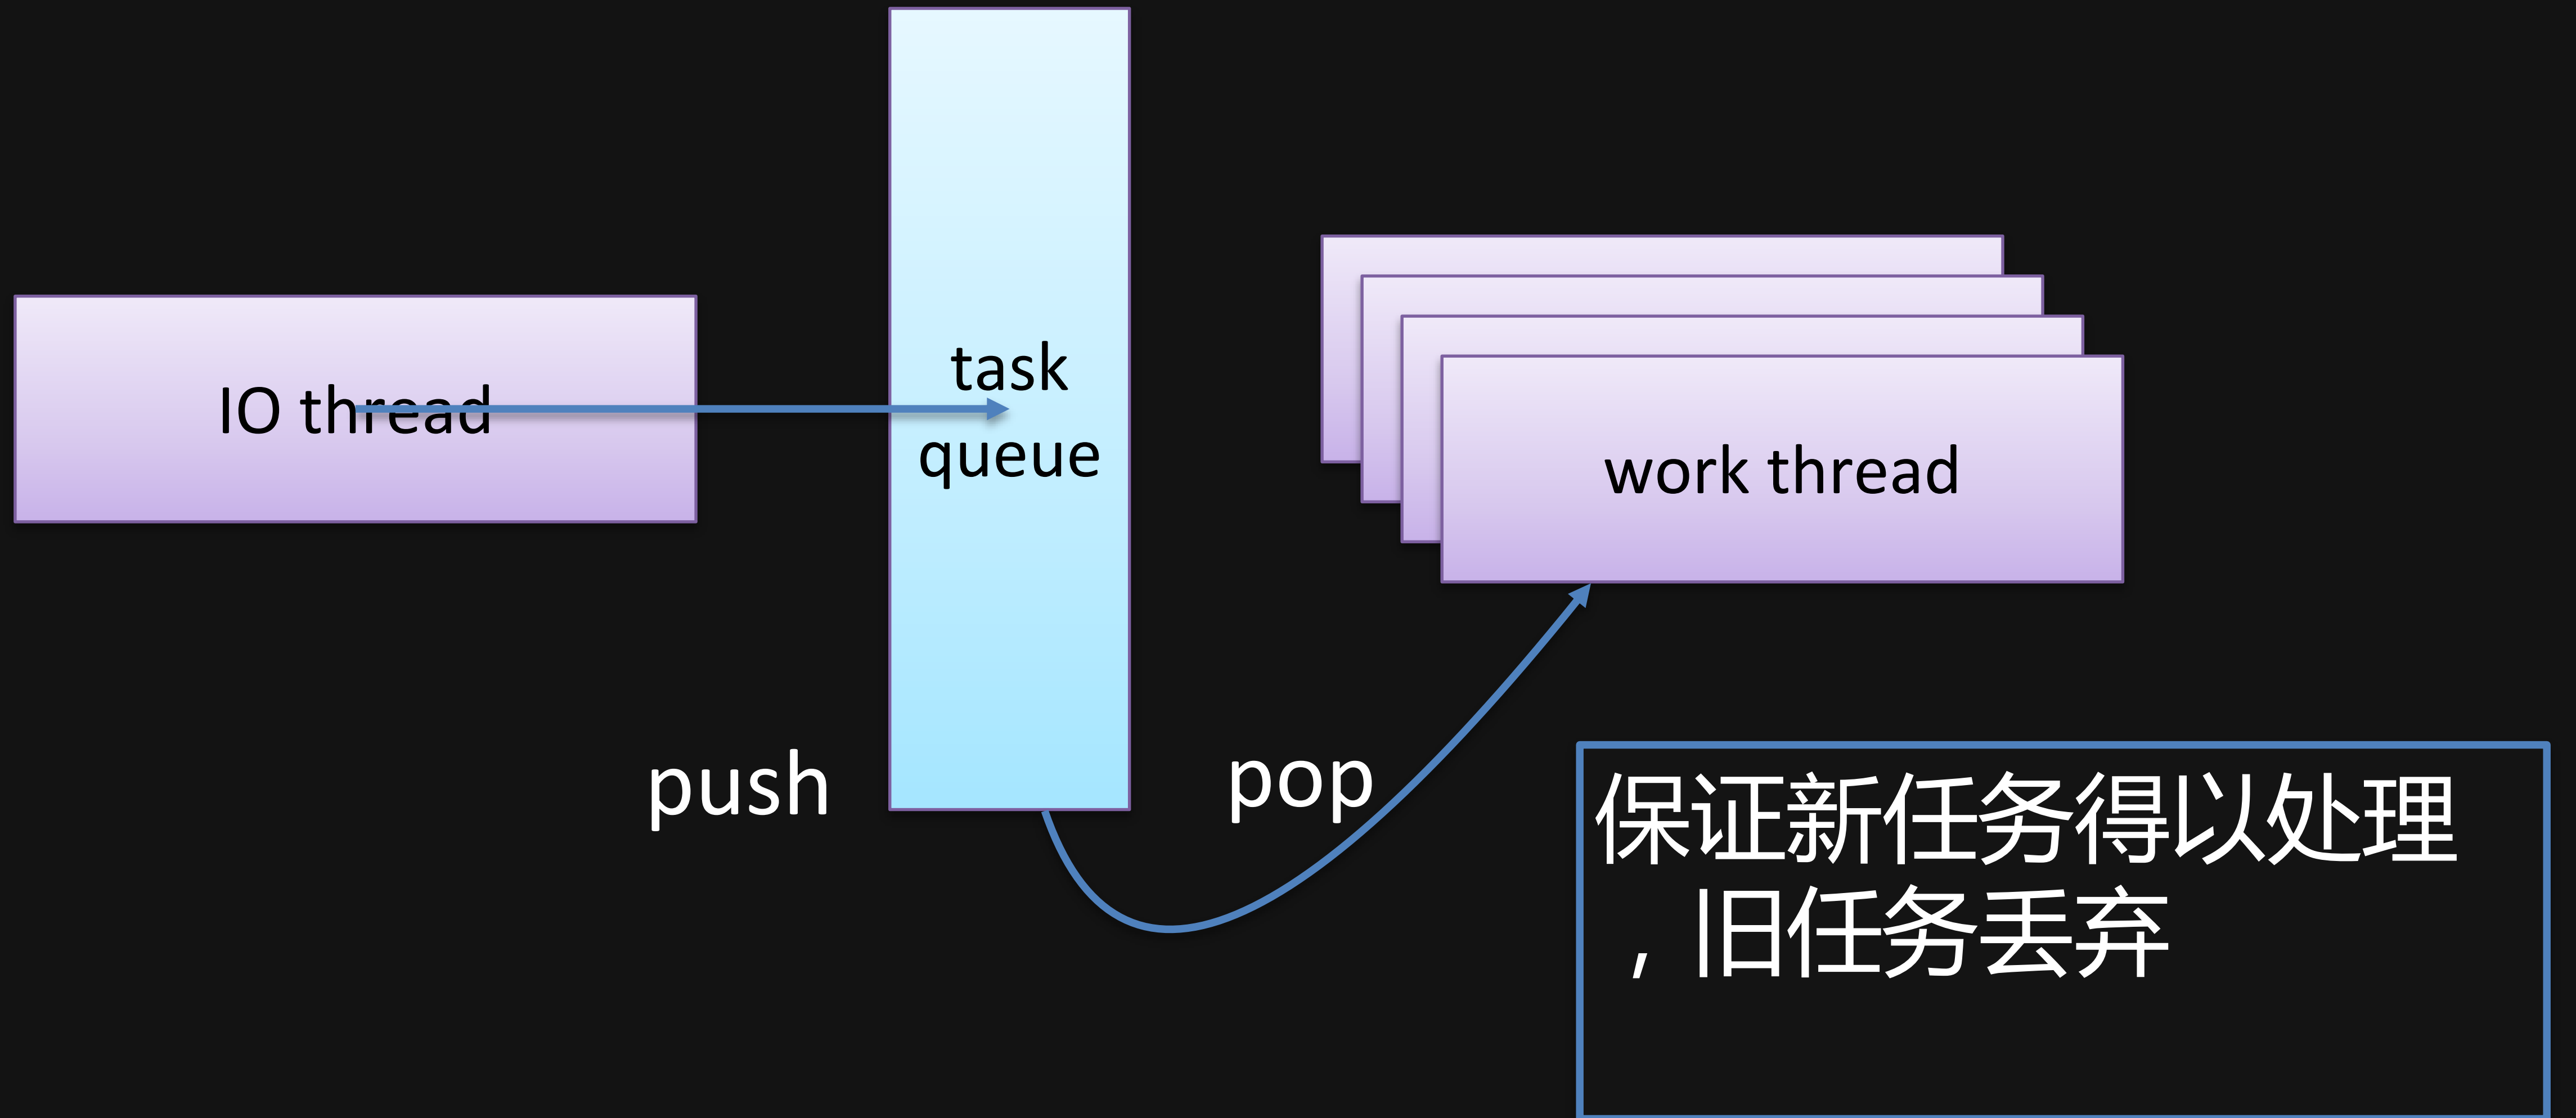 IO thread
task
queue
work thread
push
pop
保证新任务得以处理
，旧任务丢弃